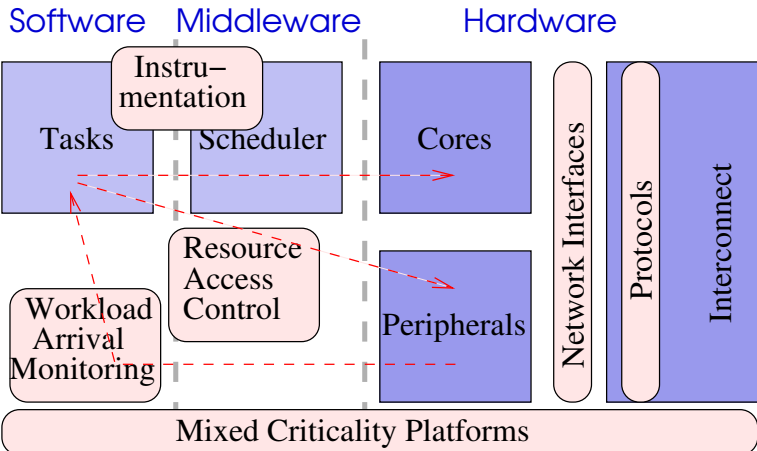 Software
Middleware
Hardware
Instru-
mentation
Tasks
Scheduler
Cores
Network Interfaces
Protocols
Interconnect
Resource
Access
Control
Workload
Arrival
Monitoring
Peripherals
Mixed Criticality Platforms